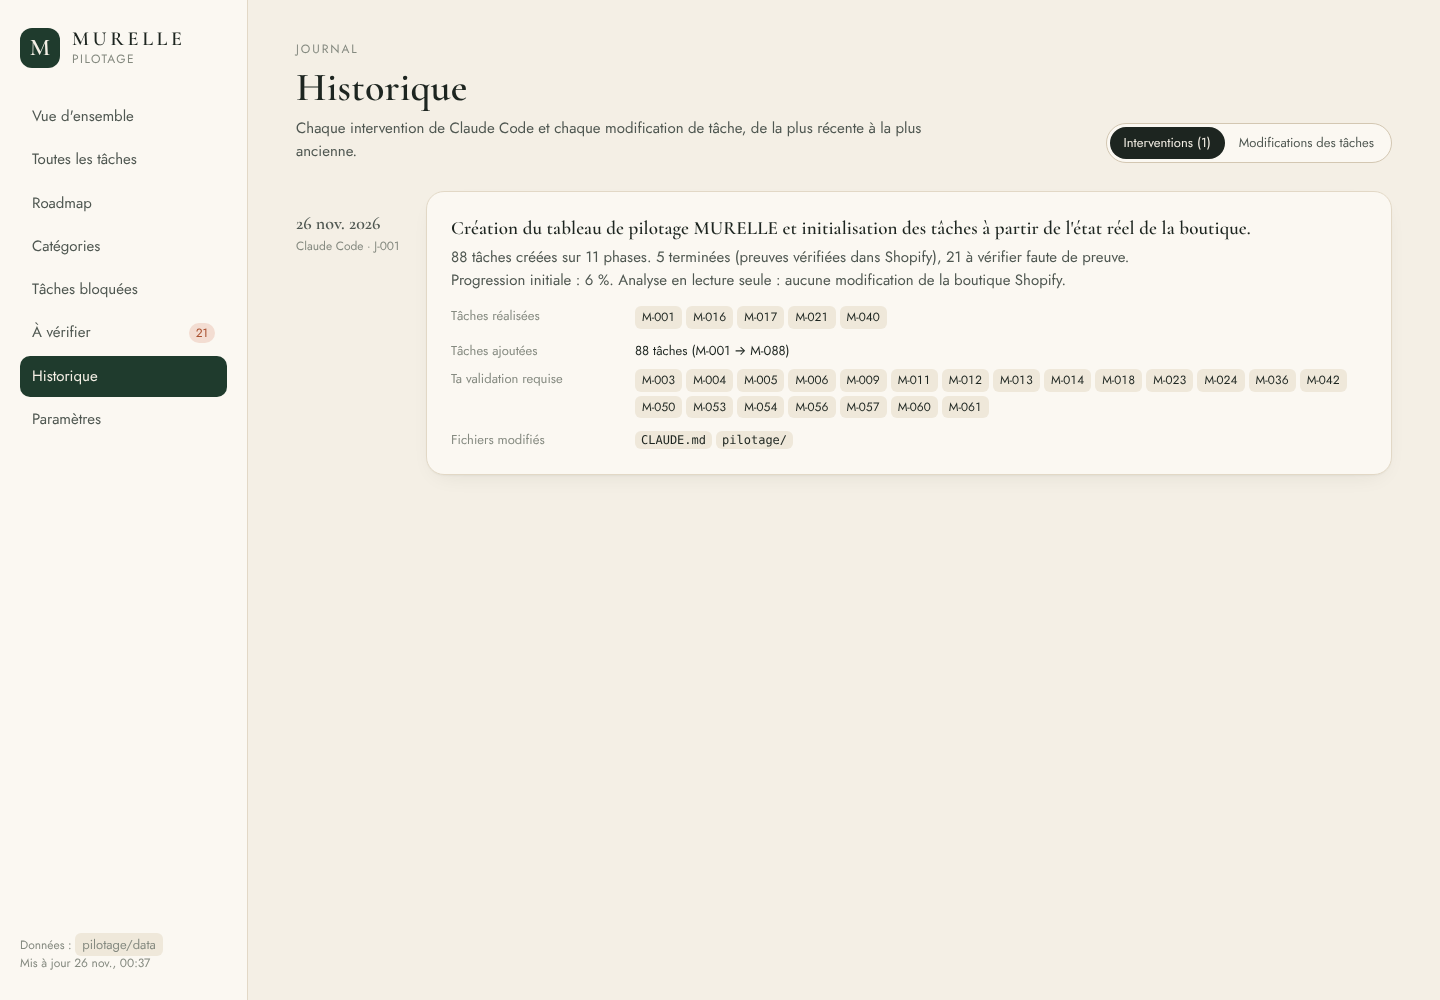 M
MURELLE
PILOTAGE
Vue d'ensemble
Toutes les tâches
Roadmap
Catégories
Tâches bloquées
À vérifier 21
Historique
Paramètres
Données : pilotage/data
Mis à jour 26 nov., 00:37
JOURNAL
Historique
Chaque intervention de Claude Code et chaque modification de tâche, de la plus récente à la plus
ancienne.
Interventions (1) Modifications des tâches
26 nov. 2026
Claude Code · J-001
Création du tableau de pilotage MURELLE et initialisation des tâches à partir de l'état réel de la boutique.
88 tâches créées sur 11 phases. 5 terminées (preuves vérifiées dans Shopify), 21 à vérifier faute de preuve.
Progression initiale : 6 %. Analyse en lecture seule : aucune modification de la boutique Shopify.
Tâches réalisées M-001 M-016 M-017 M-021 M-040
Tâches ajoutées 88 tâches (M-001 → M-088)
Ta validation requise M-003 M-004 M-005 M-006 M-009 M-011 M-012 M-013 M-014 M-018 M-023 M-024 M-036 M-042
M-050 M-053 M-054 M-056 M-057 M-060 M-061
Fichiers modifiés CLAUDE.md pilotage/